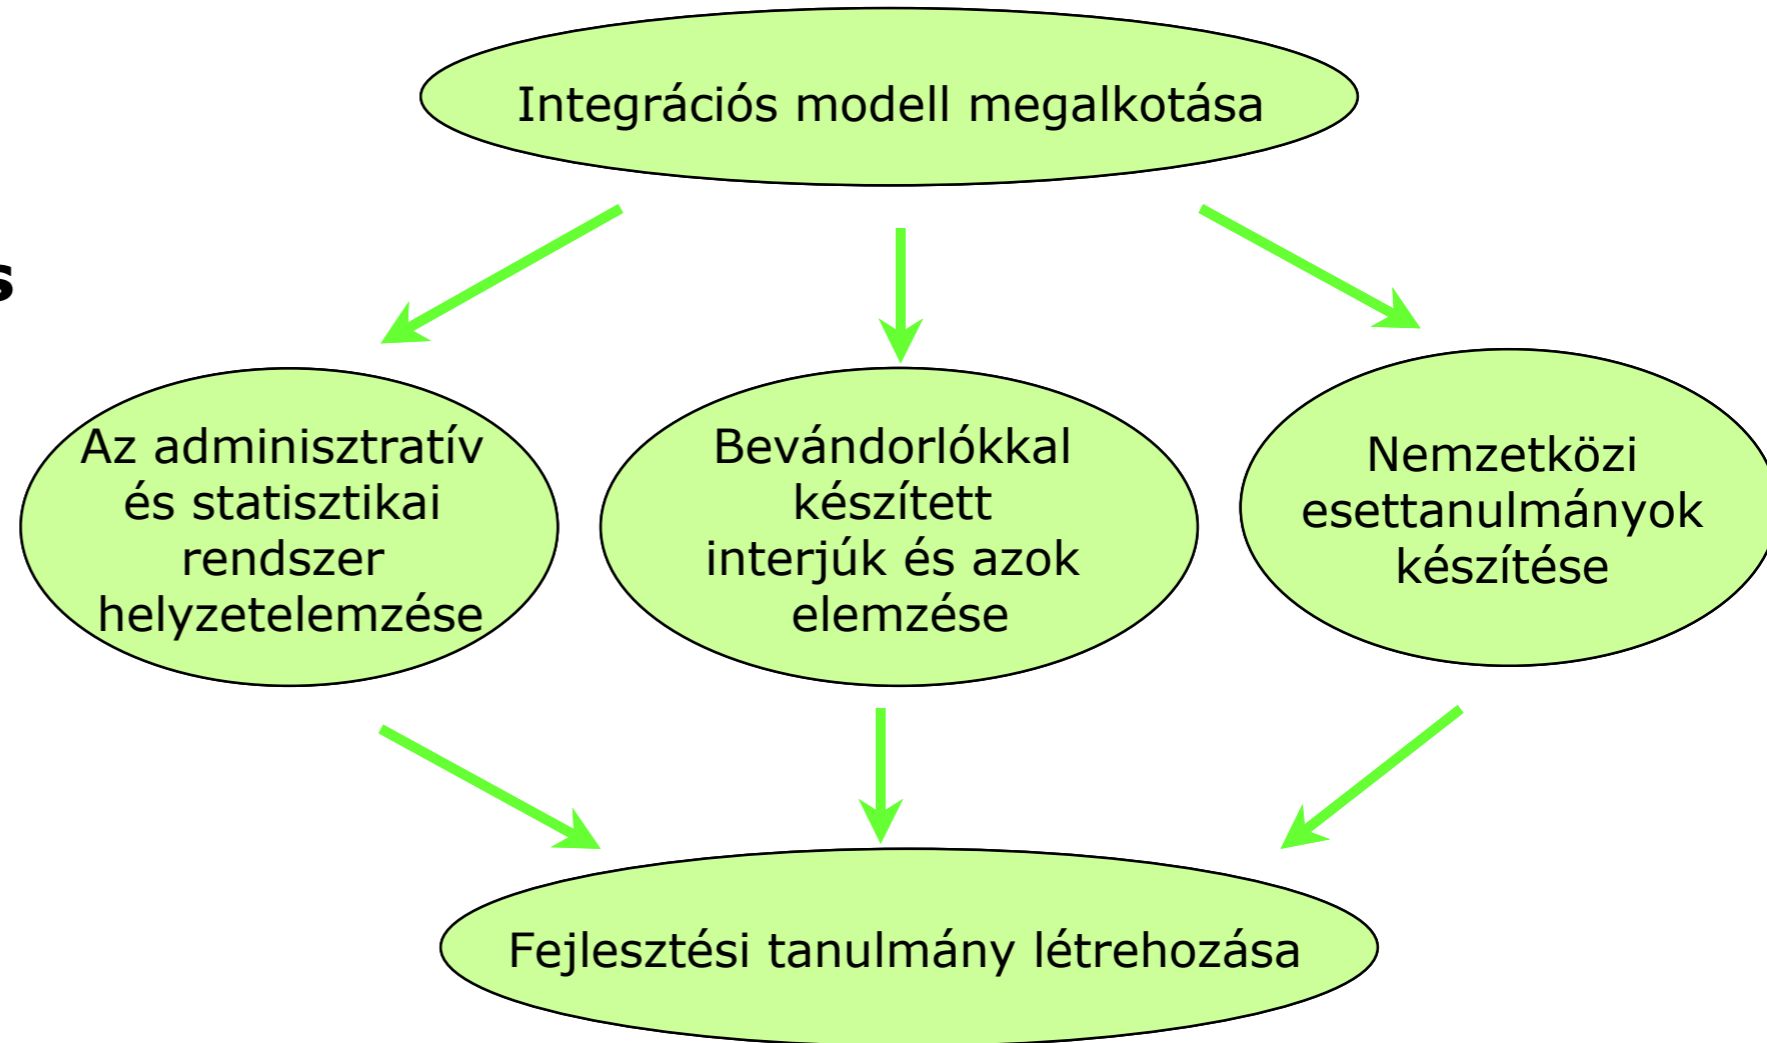 Integrációs modell megalkotása
s
Az adminisztratív
és statisztikai
rendszer
helyzetelemzése
Bevándorlókkal
készített
interjúk és azok
elemzése
Nemzetközi
esettanulmányok
készítése
Fejlesztési tanulmány létrehozása